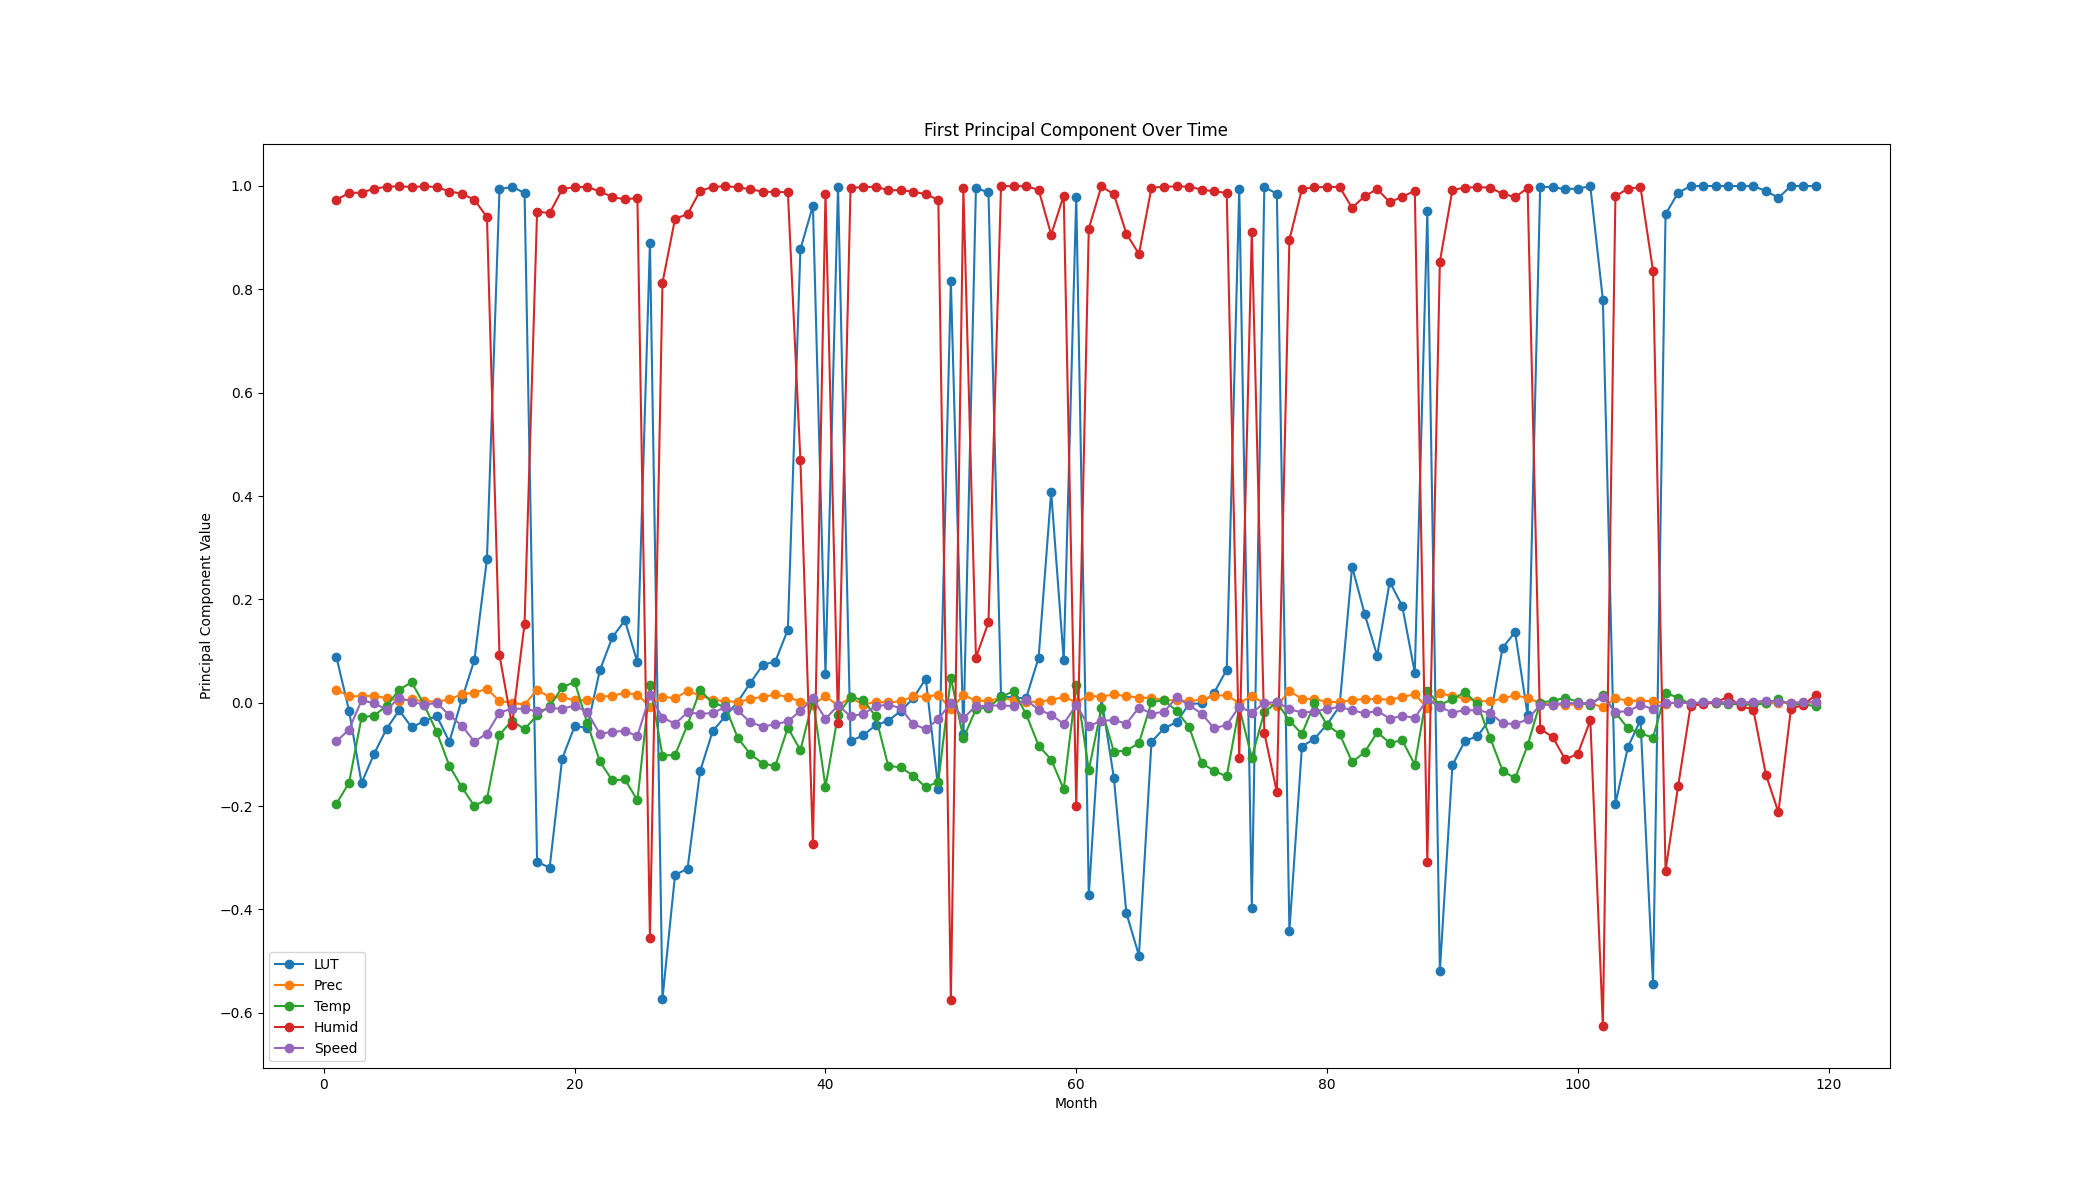 First Principal Component Over Time
1.0
0.8
0.6
0.4
0.2
0.0
−0.2
−0.4
−0.6
Principal Component Value
LUT
Prec
Temp
Humid
Speed
0 20 40 60 80 100 120
Month